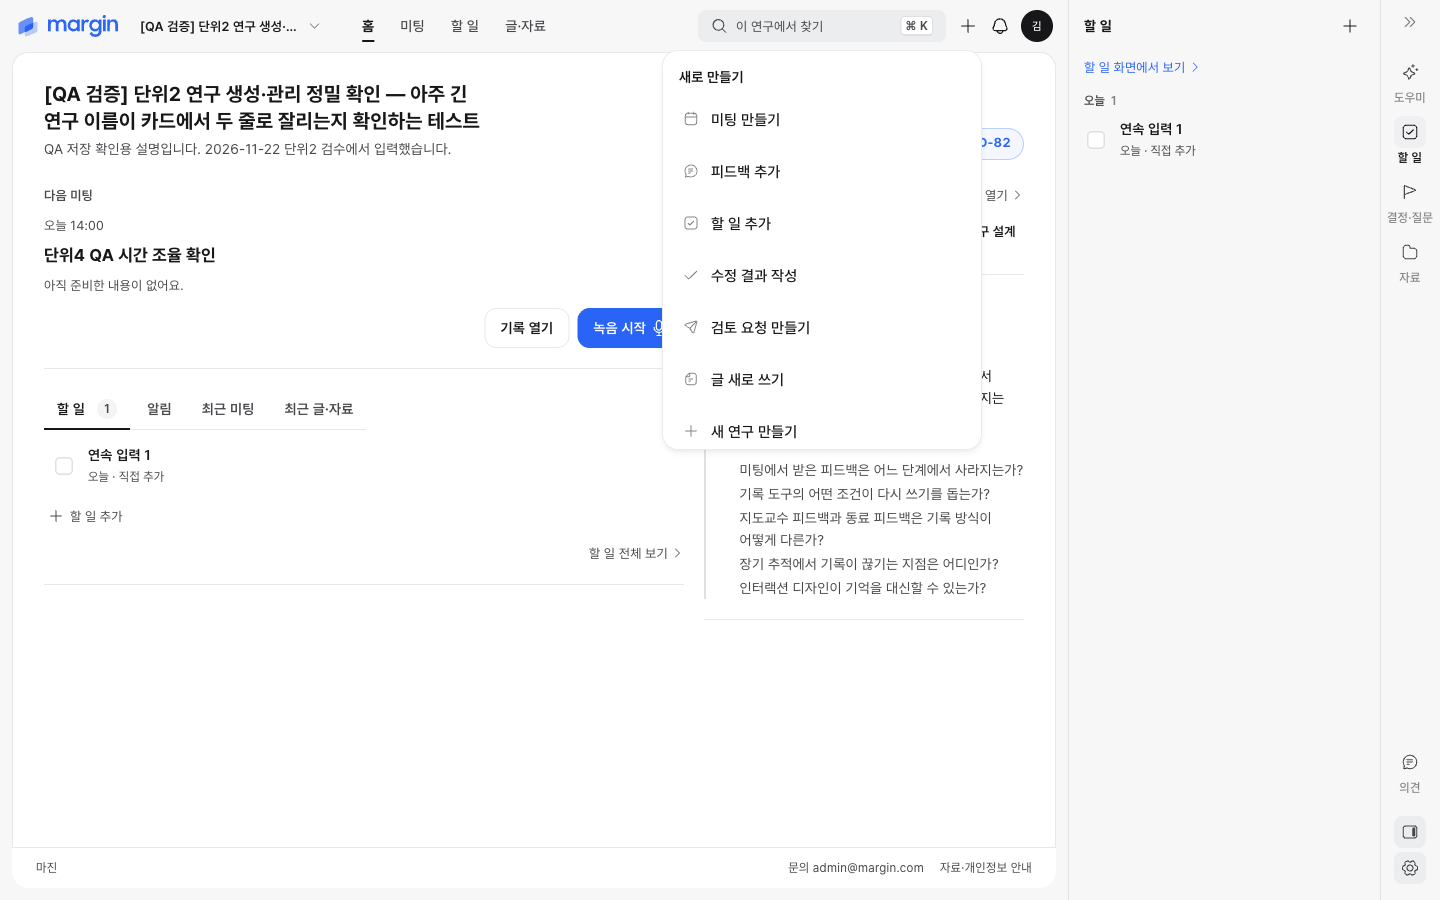 margin
[QA 검증] 단위2 연구 생성·...
홈
미팅
할 일
글·자료
이 연구에서 찾기
⌘ K
김
[QA 검증] 단위2 연구 생성·관리 정밀 확인 — 아주 긴
연구 이름이 카드에서 두 줄로 잘리는지 확인하는 테스트
QA 저장 확인용 설명입니다. 2026-11-22 단위2 검수에서 입력했습니다.
다음 미팅
오늘 14:00
단위4 QA 시간 조율 확인
아직 준비한 내용이 없어요.
기록 열기
녹음 시작
할 일 1
알림
최근 미팅
최근 글·자료
연속 입력 1
오늘 · 직접 추가
할 일 추가
할 일 전체 보기
새로 만들기
미팅 만들기
피드백 추가
할 일 추가
수정 결과 작성
검토 요청 만들기
글 새로 쓰기
새 연구 만들기
-82
열기
설계
서
지는
미팅에서 받은 피드백은 어느 단계에서 사라지는가?
기록 도구의 어떤 조건이 다시 쓰기를 돕는가?
지도교수 피드백과 동료 피드백은 기록 방식이
어떻게 다른가?
장기 추적에서 기록이 끊기는 지점은 어디인가?
인터랙션 디자인이 기억을 대신할 수 있는가?
마진
문의 admin@margin.com
자료·개인정보 안내
할 일
할 일 화면에서 보기
오늘 1
연속 입력 1
오늘 · 직접 추가
도우미
할 일
결정·질문
자료
의견